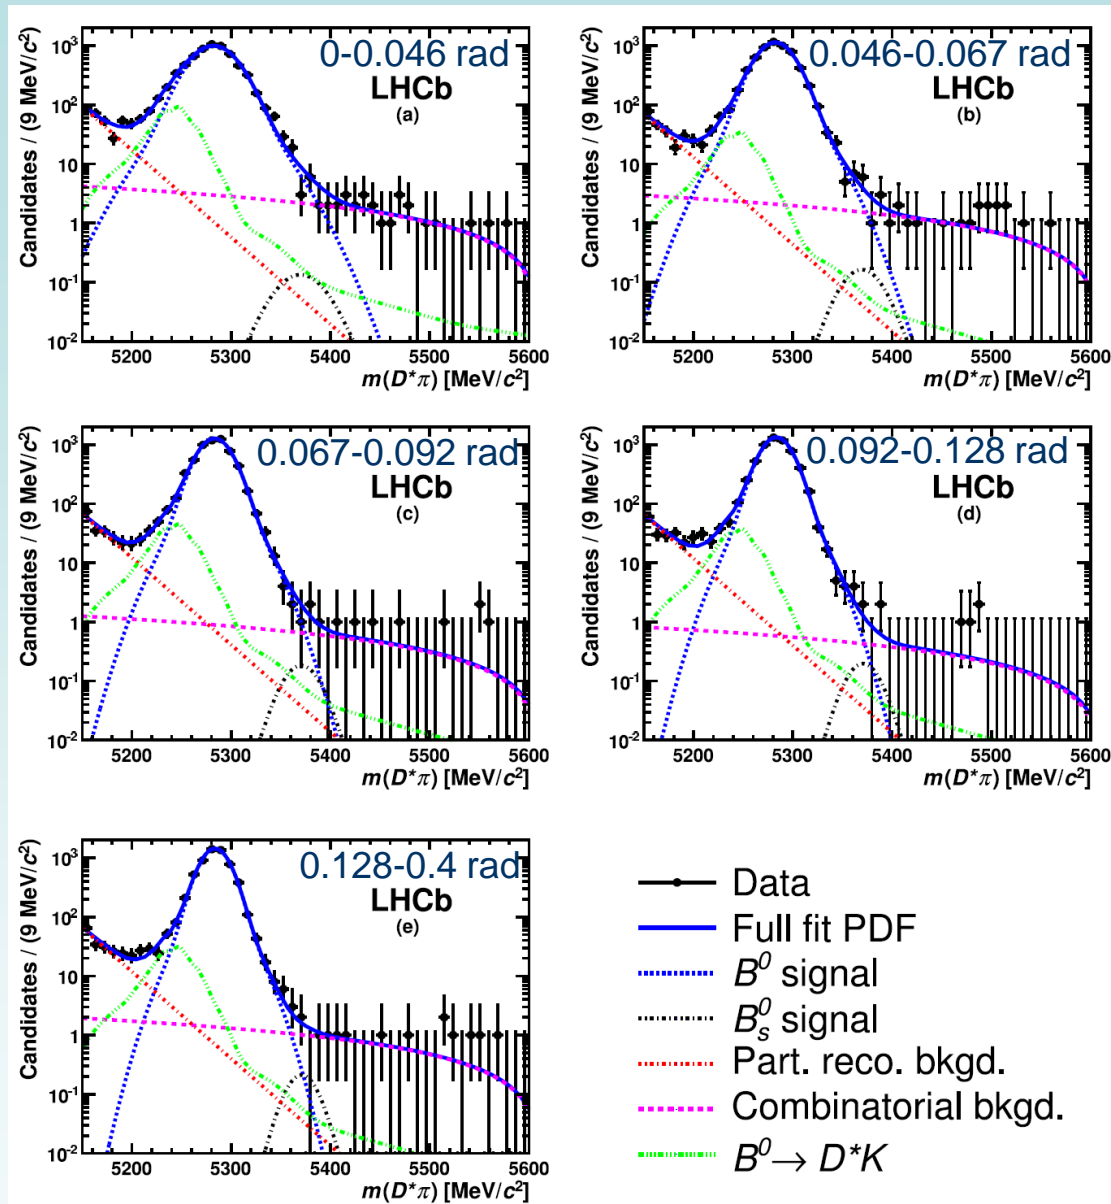 0-0.046 rad
LHCb
(a)
Candidates / (9 MeV/c²)
10³
10²
10
1
10⁻¹
10⁻²
5200 5300 5400 5500 5600
m(D*π) [MeV/c²]
0.046-0.067 rad
LHCb
(b)
Candidates / (9 MeV/c²)
10³
10²
10
1
10⁻¹
10⁻²
5200 5300 5400 5500 5600
m(D*π) [MeV/c²]
0.067-0.092 rad
LHCb
(c)
Candidates / (9 MeV/c²)
10³
10²
10
1
10⁻¹
10⁻²
5200 5300 5400 5500 5600
m(D*π) [MeV/c²]
0.092-0.128 rad
LHCb
(d)
Candidates / (9 MeV/c²)
10³
10²
10
1
10⁻¹
10⁻²
5200 5300 5400 5500 5600
m(D*π) [MeV/c²]
0.128-0.4 rad
LHCb
(e)
Candidates / (9 MeV/c²)
10³
10²
10
1
10⁻¹
10⁻²
5200 5300 5400 5500 5600
m(D*π) [MeV/c²]
Data
Full fit PDF
B⁰ signal
B⁰ₛ signal
Part. reco. bkgd.
Combinatorial bkgd.
B⁰→ D*K